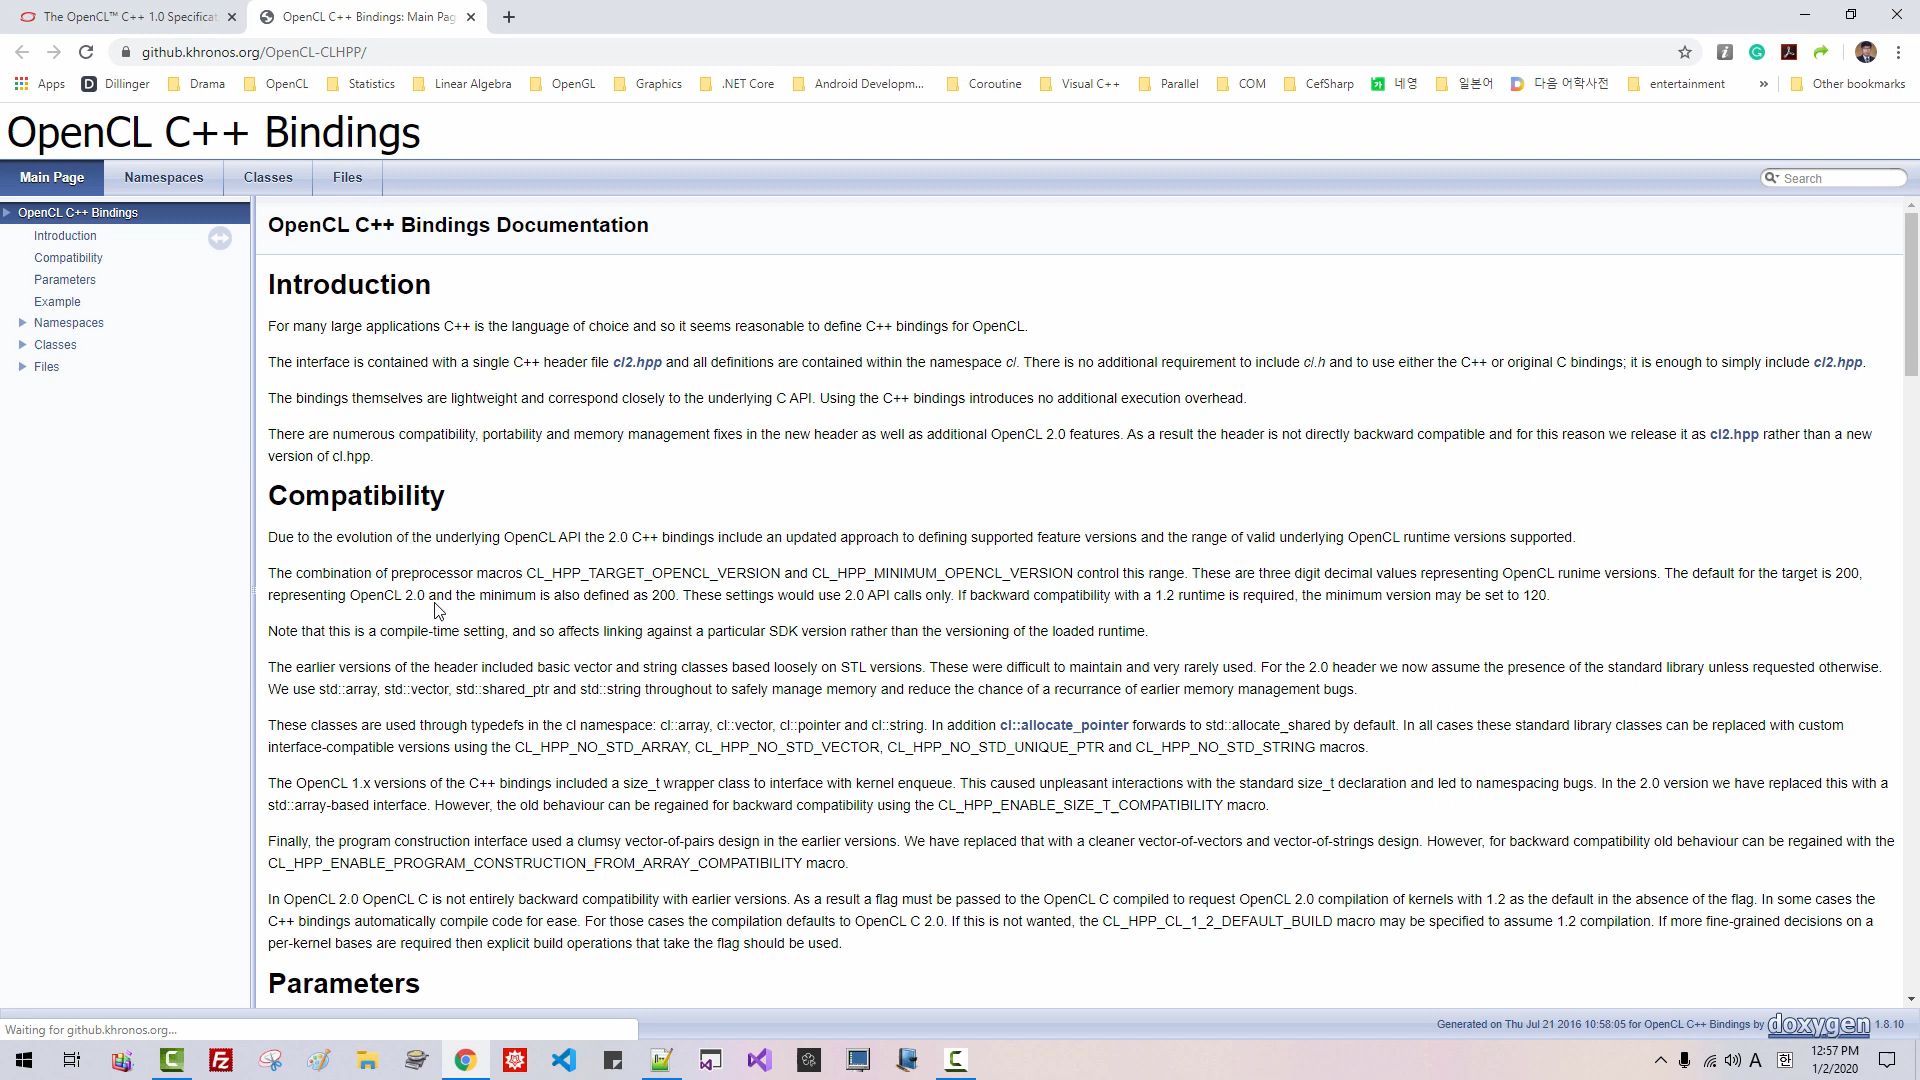 The OpenCL™ C++ 1.0 Specificat
OpenCL C++ Bindings: Main Pag
github.khronos.org/OpenCL-CLHPP/
Apps
Dillinger
Drama
OpenCL
Statistics
Linear Algebra
OpenGL
Graphics
.NET Core
Android Developm...
Coroutine
Visual C++
Parallel
COM
CefSharp
네영
일본어
다음 어학사전
entertainment
»
Other bookmarks
OpenCL C++ Bindings
Main Page
Namespaces
Classes
Files
Search
OpenCL C++ Bindings
Introduction
Compatibility
Parameters
Example
Namespaces
Classes
Files
OpenCL C++ Bindings Documentation
Introduction
For many large applications C++ is the language of choice and so it seems reasonable to define C++ bindings for OpenCL.
The interface is contained with a single C++ header file cl2.hpp and all definitions are contained within the namespace cl. There is no additional requirement to include cl.h and to use either the C++ or original C bindings; it is enough to simply include cl2.hpp.
The bindings themselves are lightweight and correspond closely to the underlying C API. Using the C++ bindings introduces no additional execution overhead.
There are numerous compatibility, portability and memory management fixes in the new header as well as additional OpenCL 2.0 features. As a result the header is not directly backward compatible and for this reason we release it as cl2.hpp rather than a new
version of cl.hpp.
Compatibility
Due to the evolution of the underlying OpenCL API the 2.0 C++ bindings include an updated approach to defining supported feature versions and the range of valid underlying OpenCL runtime versions supported.
The combination of preprocessor macros CL_HPP_TARGET_OPENCL_VERSION and CL_HPP_MINIMUM_OPENCL_VERSION control this range. These are three digit decimal values representing OpenCL runime versions. The default for the target is 200,
representing OpenCL 2.0 and the minimum is also defined as 200. These settings would use 2.0 API calls only. If backward compatibility with a 1.2 runtime is required, the minimum version may be set to 120.
Note that this is a compile-time setting, and so affects linking against a particular SDK version rather than the versioning of the loaded runtime.
The earlier versions of the header included basic vector and string classes based loosely on STL versions. These were difficult to maintain and very rarely used. For the 2.0 header we now assume the presence of the standard library unless requested otherwise.
We use std::array, std::vector, std::shared_ptr and std::string throughout to safely manage memory and reduce the chance of a recurrance of earlier memory management bugs.
These classes are used through typedefs in the cl namespace: cl::array, cl::vector, cl::pointer and cl::string. In addition cl::allocate_pointer forwards to std::allocate_shared by default. In all cases these standard library classes can be replaced with custom
interface-compatible versions using the CL_HPP_NO_STD_ARRAY, CL_HPP_NO_STD_VECTOR, CL_HPP_NO_STD_UNIQUE_PTR and CL_HPP_NO_STD_STRING macros.
The OpenCL 1.x versions of the C++ bindings included a size_t wrapper class to interface with kernel enqueue. This caused unpleasant interactions with the standard size_t declaration and led to namespacing bugs. In the 2.0 version we have replaced this with a
std::array-based interface. However, the old behaviour can be regained for backward compatibility using the CL_HPP_ENABLE_SIZE_T_COMPATIBILITY macro.
Finally, the program construction interface used a clumsy vector-of-pairs design in the earlier versions. We have replaced that with a cleaner vector-of-vectors and vector-of-strings design. However, for backward compatibility old behaviour can be regained with the
CL_HPP_ENABLE_PROGRAM_CONSTRUCTION_FROM_ARRAY_COMPATIBILITY macro.
In OpenCL 2.0 OpenCL C is not entirely backward compatibility with earlier versions. As a result a flag must be passed to the OpenCL C compiled to request OpenCL 2.0 compilation of kernels with 1.2 as the default in the absence of the flag. In some cases the
C++ bindings automatically compile code for ease. For those cases the compilation defaults to OpenCL C 2.0. If this is not wanted, the CL_HPP_CL_1_2_DEFAULT_BUILD macro may be specified to assume 1.2 compilation. If more fine-grained decisions on a
per-kernel bases are required then explicit build operations that take the flag should be used.
Parameters
Waiting for github.khronos.org...
Generated on Thu Jul 21 2016 10:58:05 for OpenCL C++ Bindings by doxygen 1.8.10
A
한
12:57 PM
1/2/2020